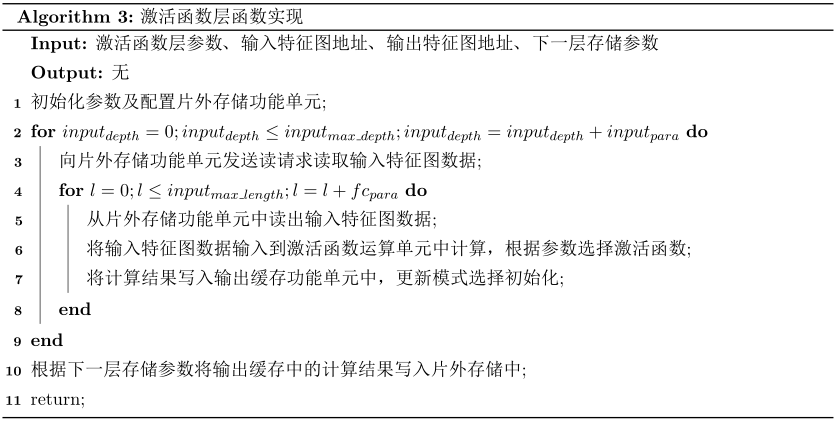 Algorithm 3: 激活函数层函数实现
Input: 激活函数层参数、输入特征图地址、输出特征图地址、下一层存储参数
Output: 无
1 初始化参数及配置片外存储功能单元;
2 for input_depth = 0; input_depth ≤ input_max_depth; input_depth = input_depth + input_para do
3 向片外存储功能单元发送读请求读取输入特征图数据;
4 for l = 0; l ≤ input_max_length; l = l + fc_para do
5 从片外存储功能单元中读出输入特征图数据;
6 将输入特征图数据输入到激活函数运算单元中计算，根据参数选择激活函数;
7 将计算结果写入输出缓存功能单元中，更新模式选择初始化;
8 end
9 end
10 根据下一层存储参数将输出缓存中的计算结果写入片外存储中;
11 return;